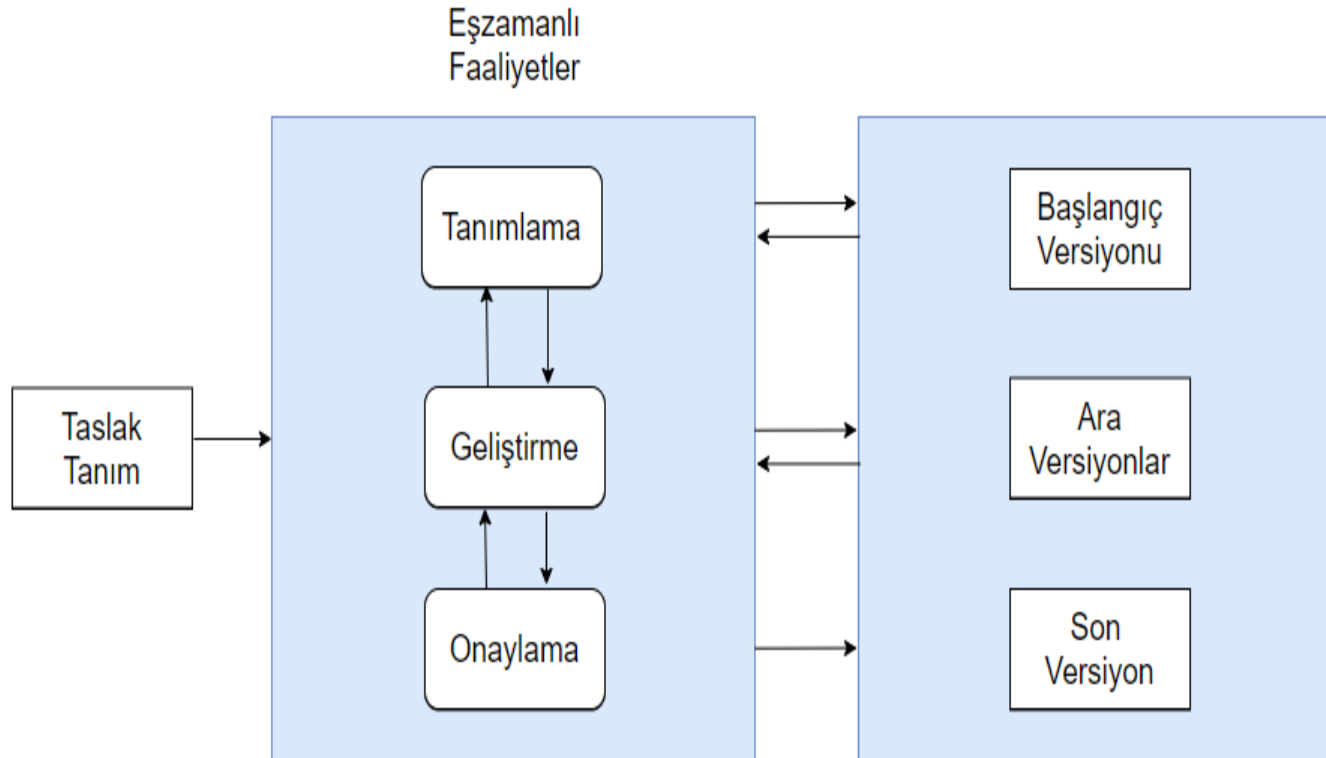 Eşzamanlı
Faaliyetler
Tanımlama
Başlangıç
Versiyonu
Taslak
Tanım
Geliştirme
Ara
Versiyonlar
Onaylama
Son
Versiyon